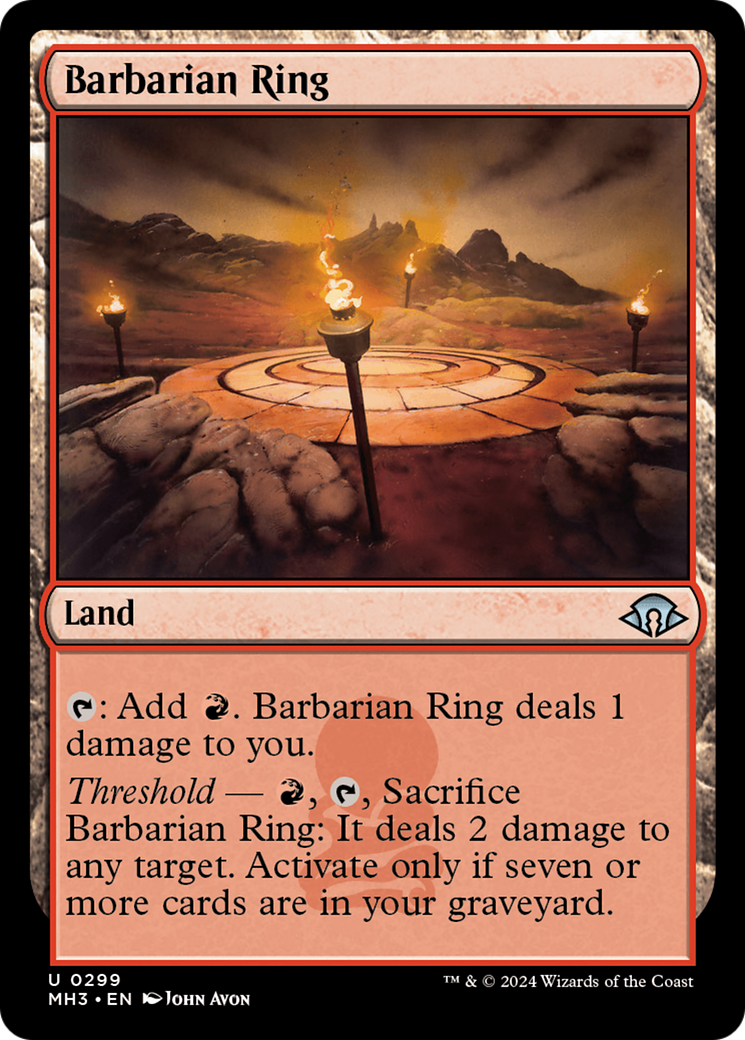 Barbarian Ring
Land
: Add . Barbarian Ring deals 1
damage to you.
Threshold — , , Sacrifice
Barbarian Ring: It deals 2 damage to
any target. Activate only if seven or
more cards are in your graveyard.
U 0299
MH3 • EN John Avon
™ & © 2024 Wizards of the Coast